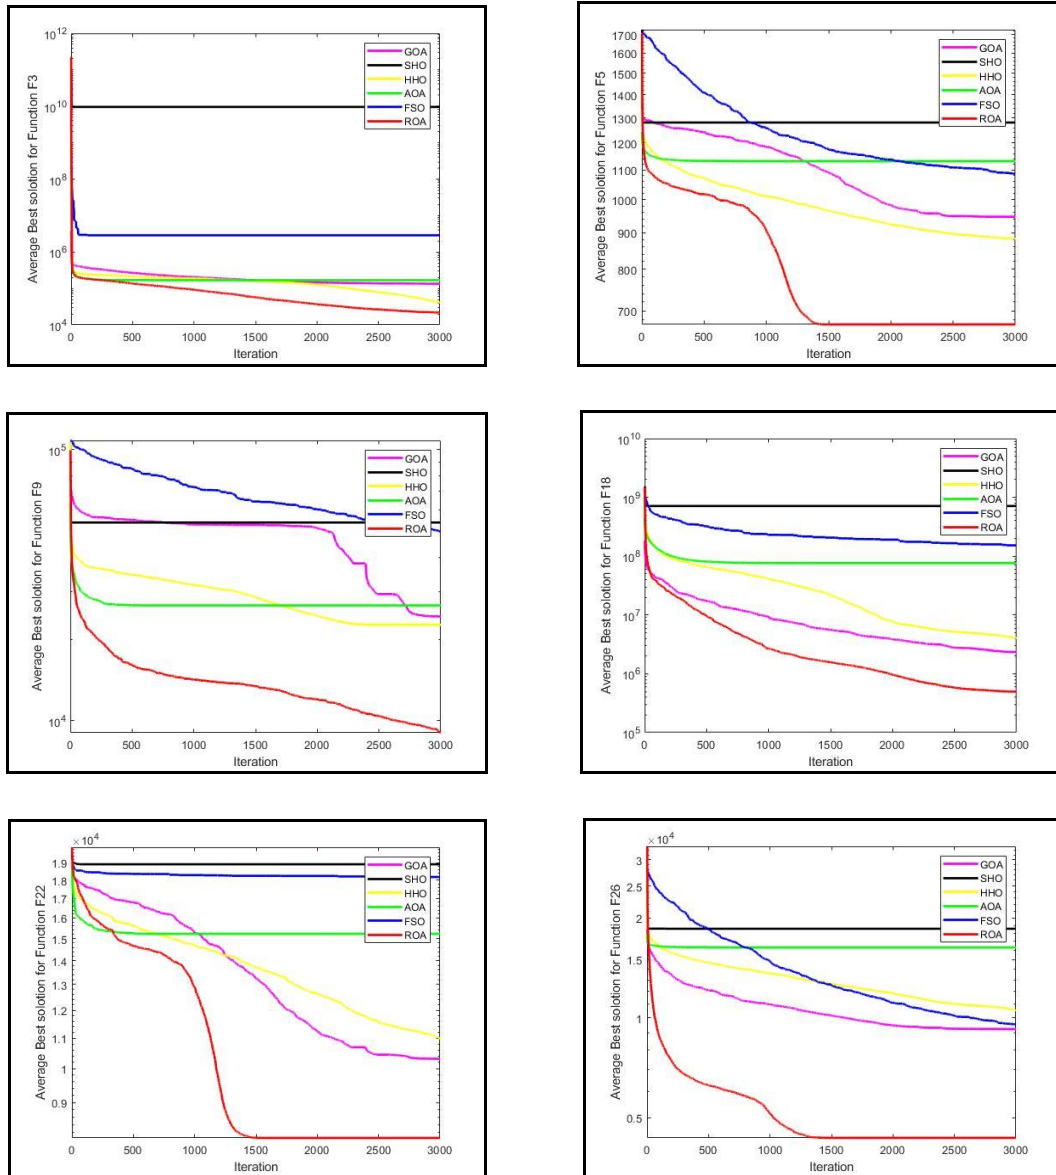 Average Best solotion for Function F3
10^12
10^10
10^8
10^6
10^4
0 500 1000 1500 2000 2500 3000
Iteration
GOA
SHO
HHO
AOA
FSO
ROA
Average Best solotion for Function F5
1700
1600
1500
1400
1300
1200
1100
1000
900
800
700
0 500 1000 1500 2000 2500 3000
Iteration
GOA
SHO
HHO
AOA
FSO
ROA
Average Best solotion for Function F9
10^5
10^4
0 500 1000 1500 2000 2500 3000
Iteration
GOA
SHO
HHO
AOA
FSO
ROA
Average Best solotion for Function F18
10^10
10^9
10^8
10^7
10^6
10^5
0 500 1000 1500 2000 2500 3000
Iteration
GOA
SHO
HHO
AOA
FSO
ROA
Average Best solotion for Function F22
×10^4
1.9
1.8
1.7
1.6
1.5
1.4
1.3
1.2
1.1
1
0.9
0 500 1000 1500 2000 2500 3000
Iteration
GOA
SHO
HHO
AOA
FSO
ROA
Average Best solotion for Function F26
×10^4
3
2.5
2
1.5
1
0.5
0 500 1000 1500 2000 2500 3000
Iteration
GOA
SHO
HHO
AOA
FSO
ROA